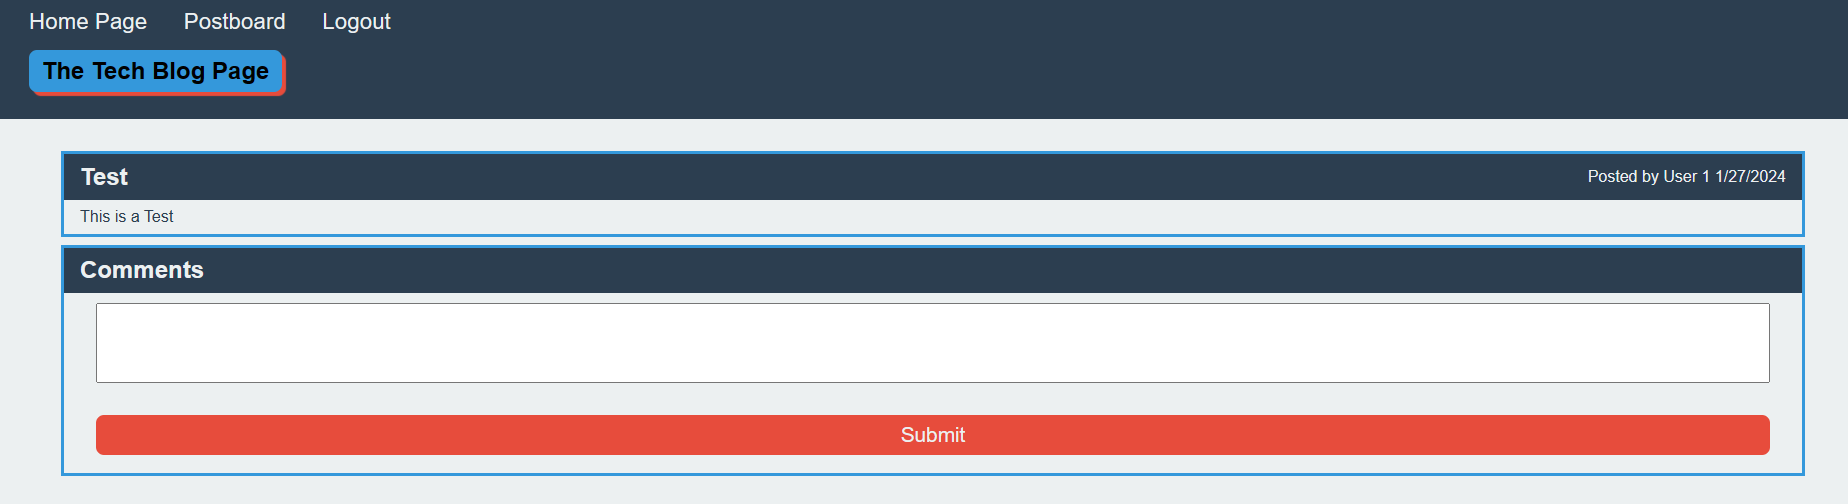 Home Page Postboard Logout
The Tech Blog Page
Test Posted by User 1 1/27/2024
This is a Test
Comments
Submit